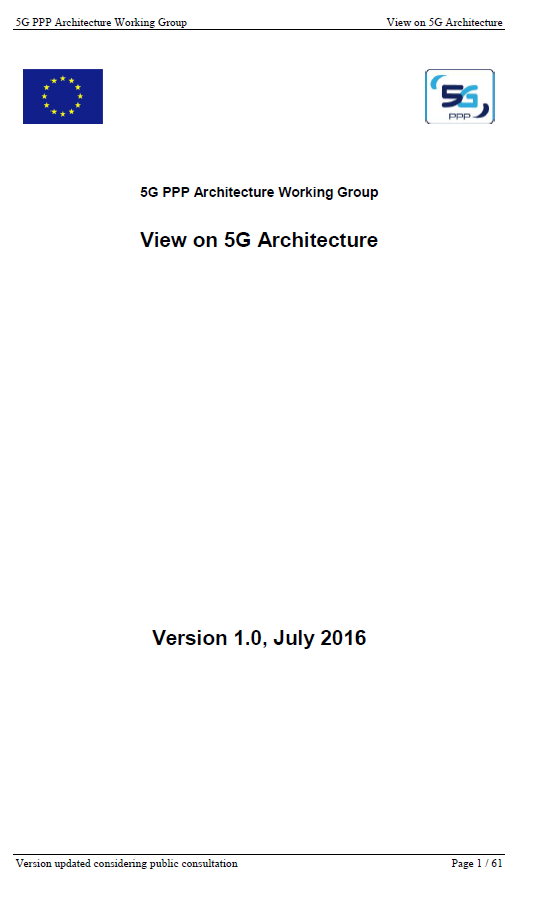 5G PPP Architecture Working Group View on 5G Architecture
5G
PPP
5G PPP Architecture Working Group
View on 5G Architecture
Version 1.0, July 2016
Version updated considering public consultation Page 1 / 61